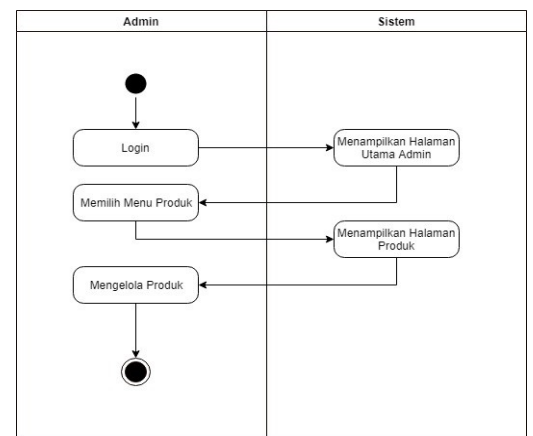 Admin
Sistem
Login
Menampilkan Halaman
Utama Admin
Memilih Menu Produk
Menampilkan Halaman
Produk
Mengelola Produk